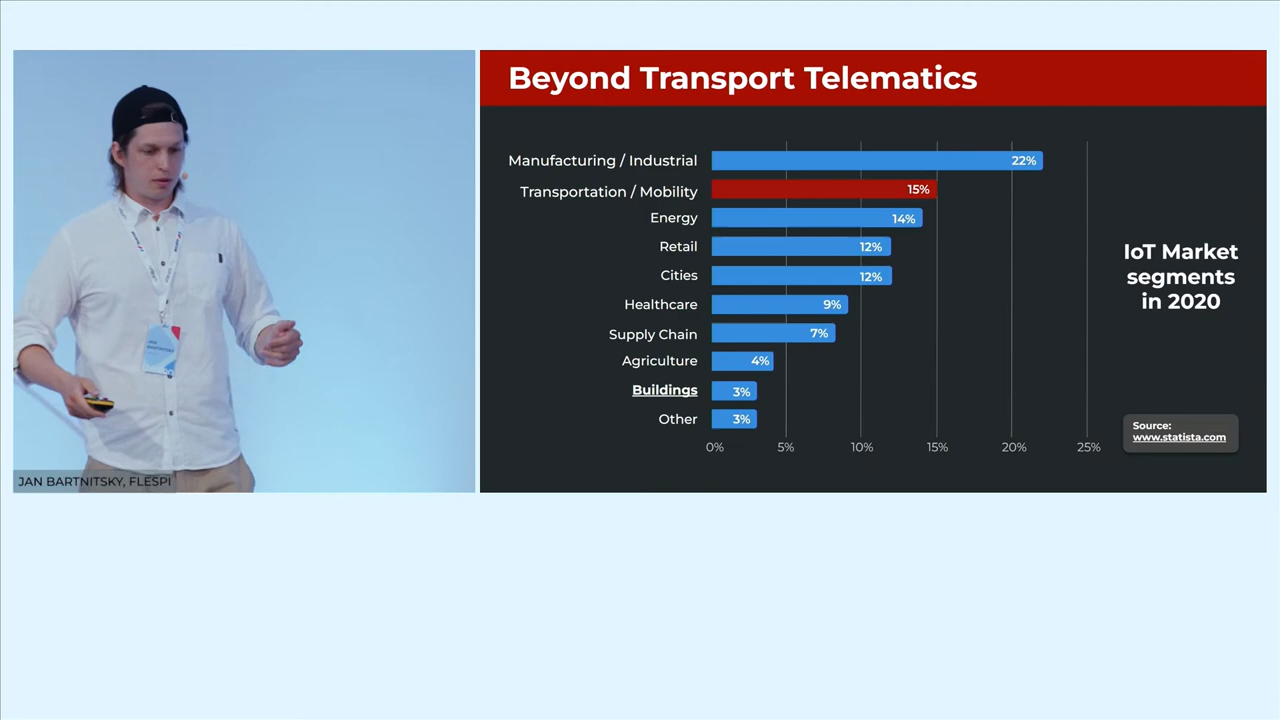 Beyond Transport Telematics
Manufacturing / Industrial 22%
Transportation / Mobility 15%
Energy 14%
Retail 12%
Cities 12%
Healthcare 9%
Supply Chain 7%
Agriculture 4%
Buildings 3%
Other 3%
0% 5% 10% 15% 20% 25%
IoT Market
segments
in 2020
Source:
www.statista.com
JAN
BARTNITSKY
JAN BARTNITSKY, FLESPI